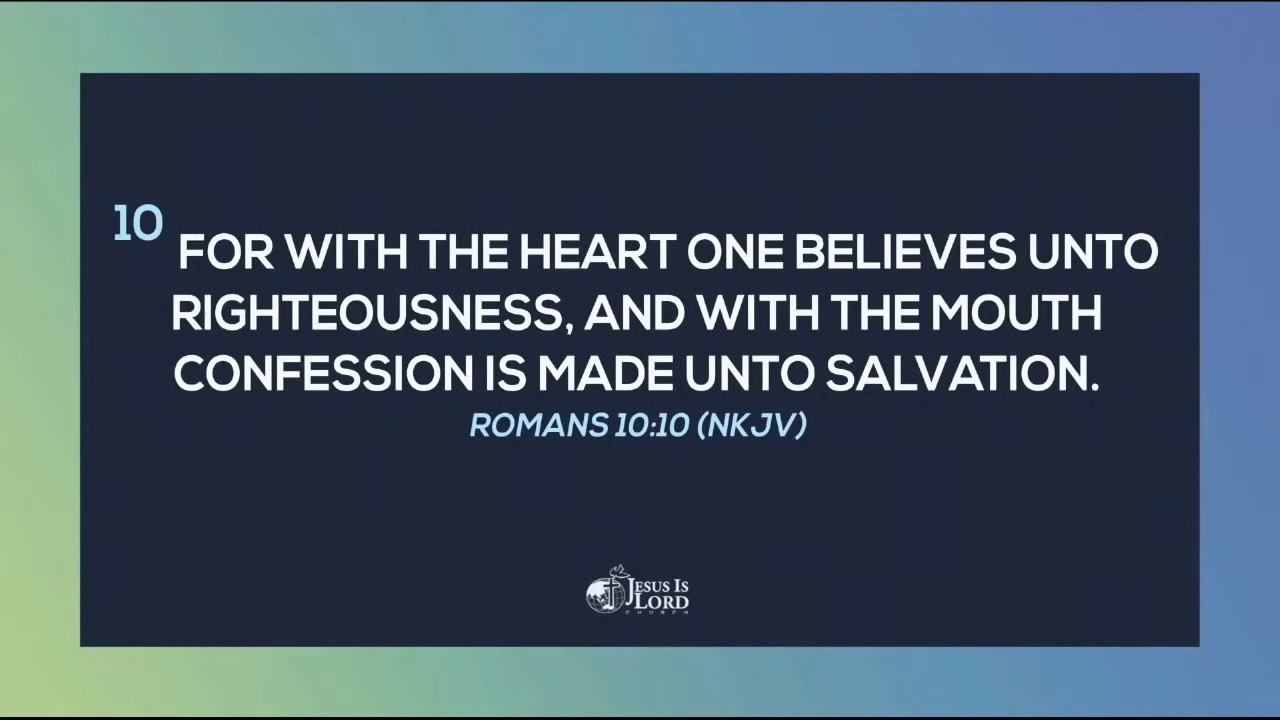 10 FOR WITH THE HEART ONE BELIEVES UNTO
RIGHTEOUSNESS, AND WITH THE MOUTH
CONFESSION IS MADE UNTO SALVATION.
ROMANS 10:10 (NKJV)
JESUS IS
LORD
CHURCH